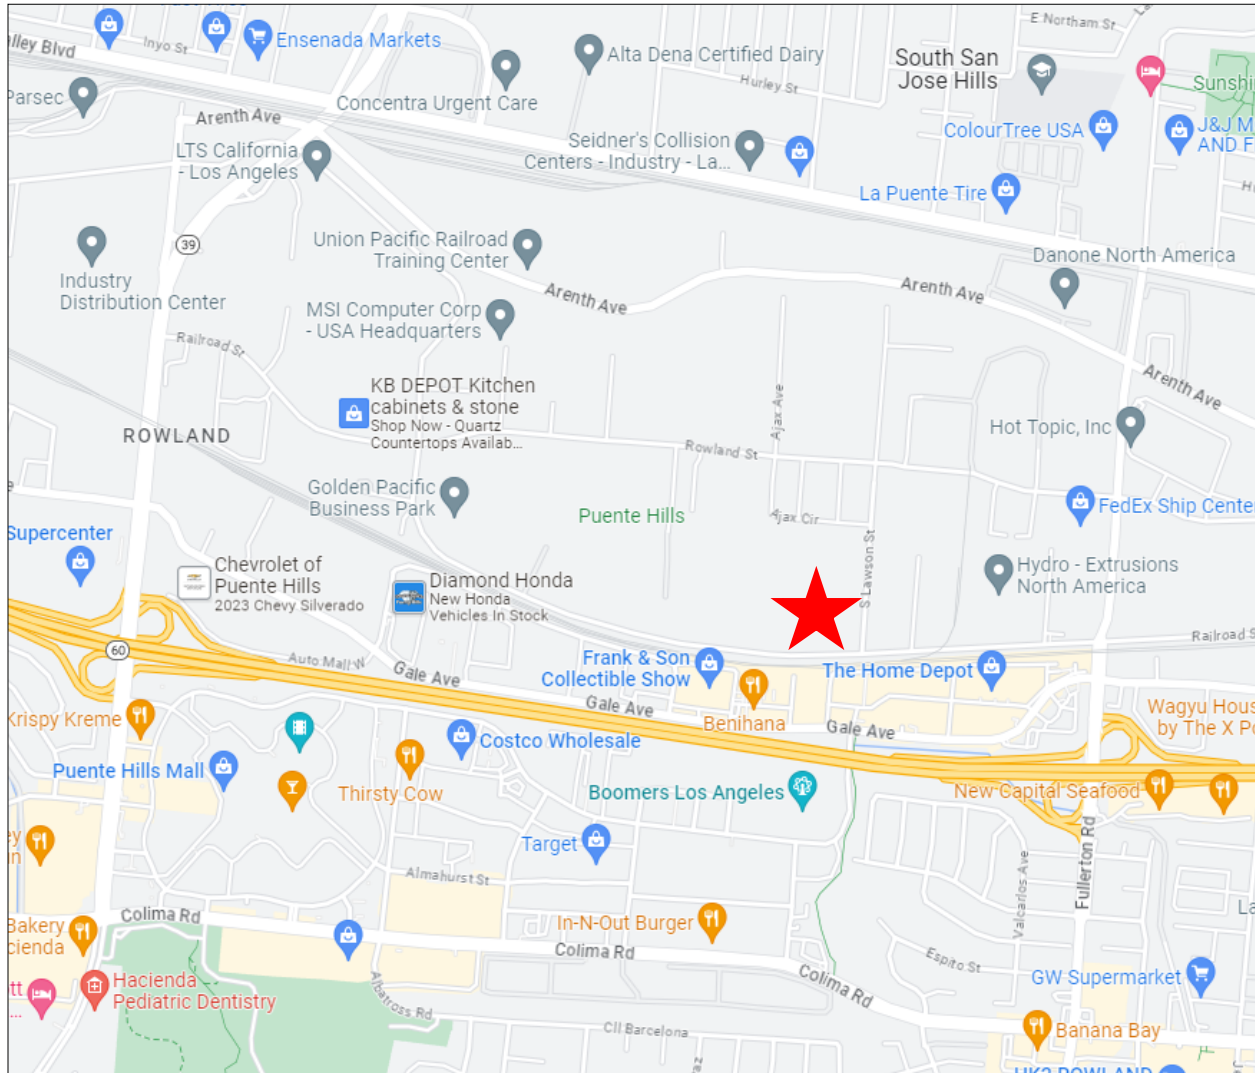 E Northam St
Valley Blvd
Inyo St
Ensenada Markets
Alta Dena Certified Dairy
South San
Jose Hills
Parsec
Concentra Urgent Care
Hurley St
Sunshi
Arenth Ave
ColourTree USA
J&J M
AND F
Seidner's Collision
Centers - Industry - La...
LTS California
- Los Angeles
La Puente Tire
39
Union Pacific Railroad
Training Center
Danone North America
Industry
Distribution Center
Arenth Ave
Arenth Ave
MSI Computer Corp
- USA Headquarters
Railroad St
KB DEPOT Kitchen
cabinets & stone
Shop Now - Quartz
Countertops Availab...
Arenth Ave
Ajax Ave
ROWLAND
Hot Topic, Inc
Rowland St
Golden Pacific
Business Park
Puente Hills
Ajax Cir
FedEx Ship Cente
Supercenter
S Lawson St
Chevrolet of
Puente Hills
2023 Chevy Silverado
Diamond Honda
New Honda
Vehicles In Stock
Hydro - Extrusions
North America
60
Railroad S
Auto Mall W
Gale Ave
Frank & Son
Collectible Show
The Home Depot
Gale Ave
Benihana
Gale Ave
Krispy Kreme
Wagyu Hous
by The X Po
Costco Wholesale
Puente Hills Mall
Thirsty Cow
Boomers Los Angeles
New Capital Seafood
Target
ey
in
Fullerton Rd
Valcarlos Ave
Almahurst St
La
Colima Rd
Bakery
cienda
In-N-Out Burger
Colima Rd
Colima Rd
Espito St
GW Supermarket
Hacienda
Pediatric Dentistry
tt
...
Albatross Rd
Cll Barcelona
Banana Bay
az
HK2 ROWLAND